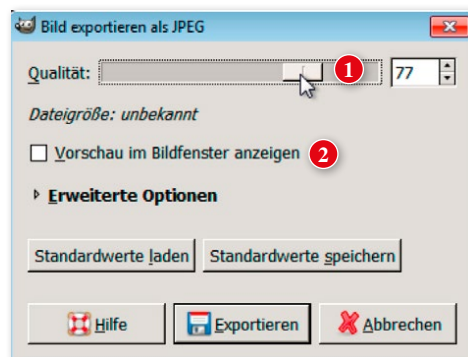 Bild exportieren als JPEG
Qualität: 1 77
Dateigröße: unbekannt
Vorschau im Bildfenster anzeigen 2
Erweiterte Optionen
Standardwerte laden Standardwerte speichern
Hilfe Exportieren Abbrechen